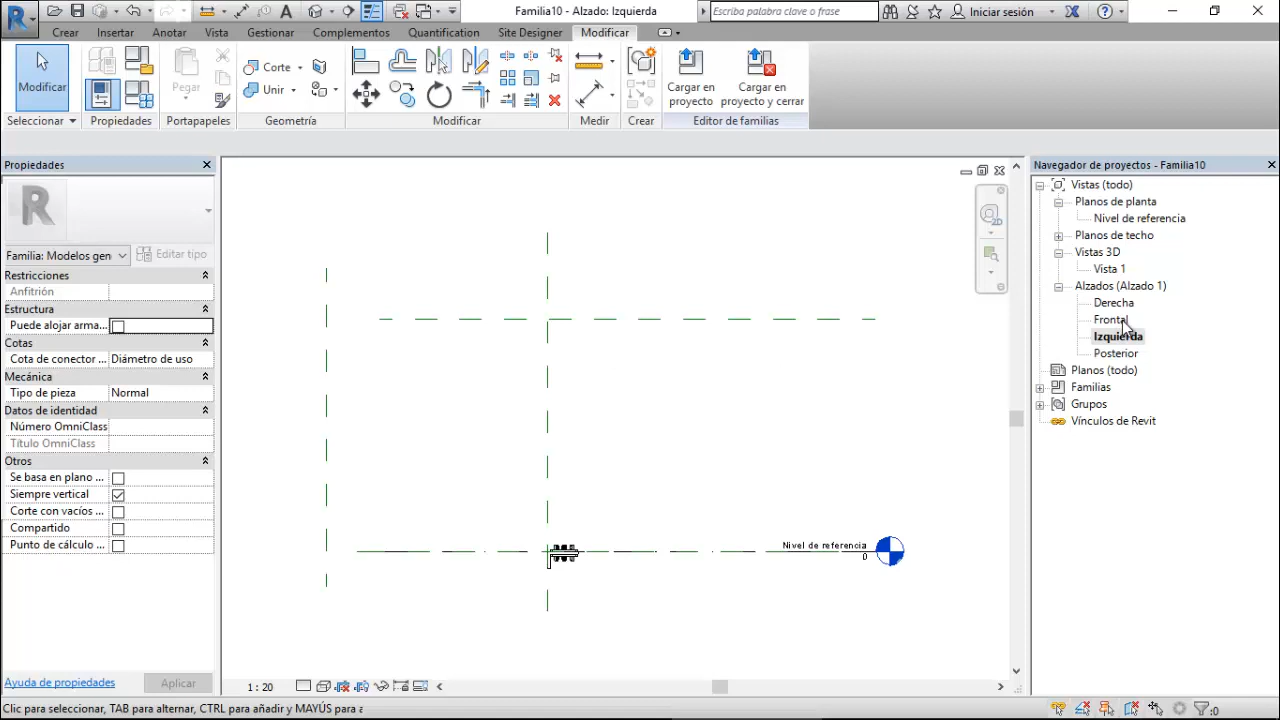 Familia10 - Alzado: Izquierda
Escriba palabra clave o frase
Iniciar sesión
Crear
Insertar
Anotar
Vista
Gestionar
Complementos
Quantification
Site Designer
Modificar
Modificar
Pegar
Corte
Unir
Cargar en
proyecto
Cargar en
proyecto y cerrar
Seleccionar
Propiedades
Portapapeles
Geometría
Modificar
Medir
Crear
Editor de familias
Propiedades
R
Familia: Modelos gen
Editar tipo
Restricciones
Anfitrión
Estructura
Puede alojar arma...
Cotas
Cota de conector ...
Diámetro de uso
Mecánica
Tipo de pieza
Normal
Datos de identidad
Número OmniClass
Título OmniClass
Otros
Se basa en plano ...
Siempre vertical
Corte con vacíos ...
Compartido
Punto de cálculo ...
Ayuda de propiedades
Aplicar
2D
Nivel de referencia
0
1 : 20
Navegador de proyectos - Familia10
Vistas (todo)
Planos de planta
Nivel de referencia
Planos de techo
Vistas 3D
Vista 1
Alzados (Alzado 1)
Derecha
Frontal
Izquierda
Posterior
Planos (todo)
Familias
Grupos
Vínculos de Revit
Clic para seleccionar, TAB para alternar, CTRL para añadir y MAYÚS para a
:0